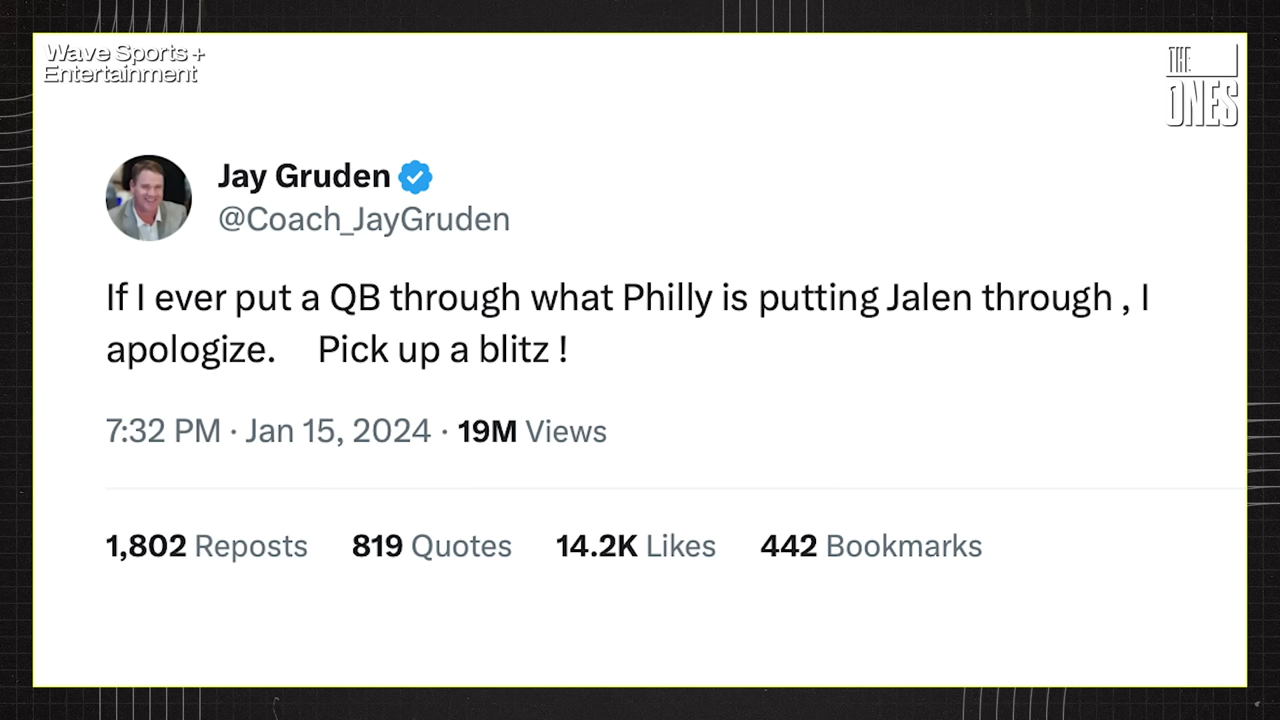 Wave Sports +
Entertainment
THE
ONES
Jay Gruden
@Coach_JayGruden
If I ever put a QB through what Philly is putting Jalen through , I
apologize.    Pick up a blitz !
7:32 PM · Jan 15, 2024 · 19M Views
1,802 Reposts 819 Quotes 14.2K Likes 442 Bookmarks